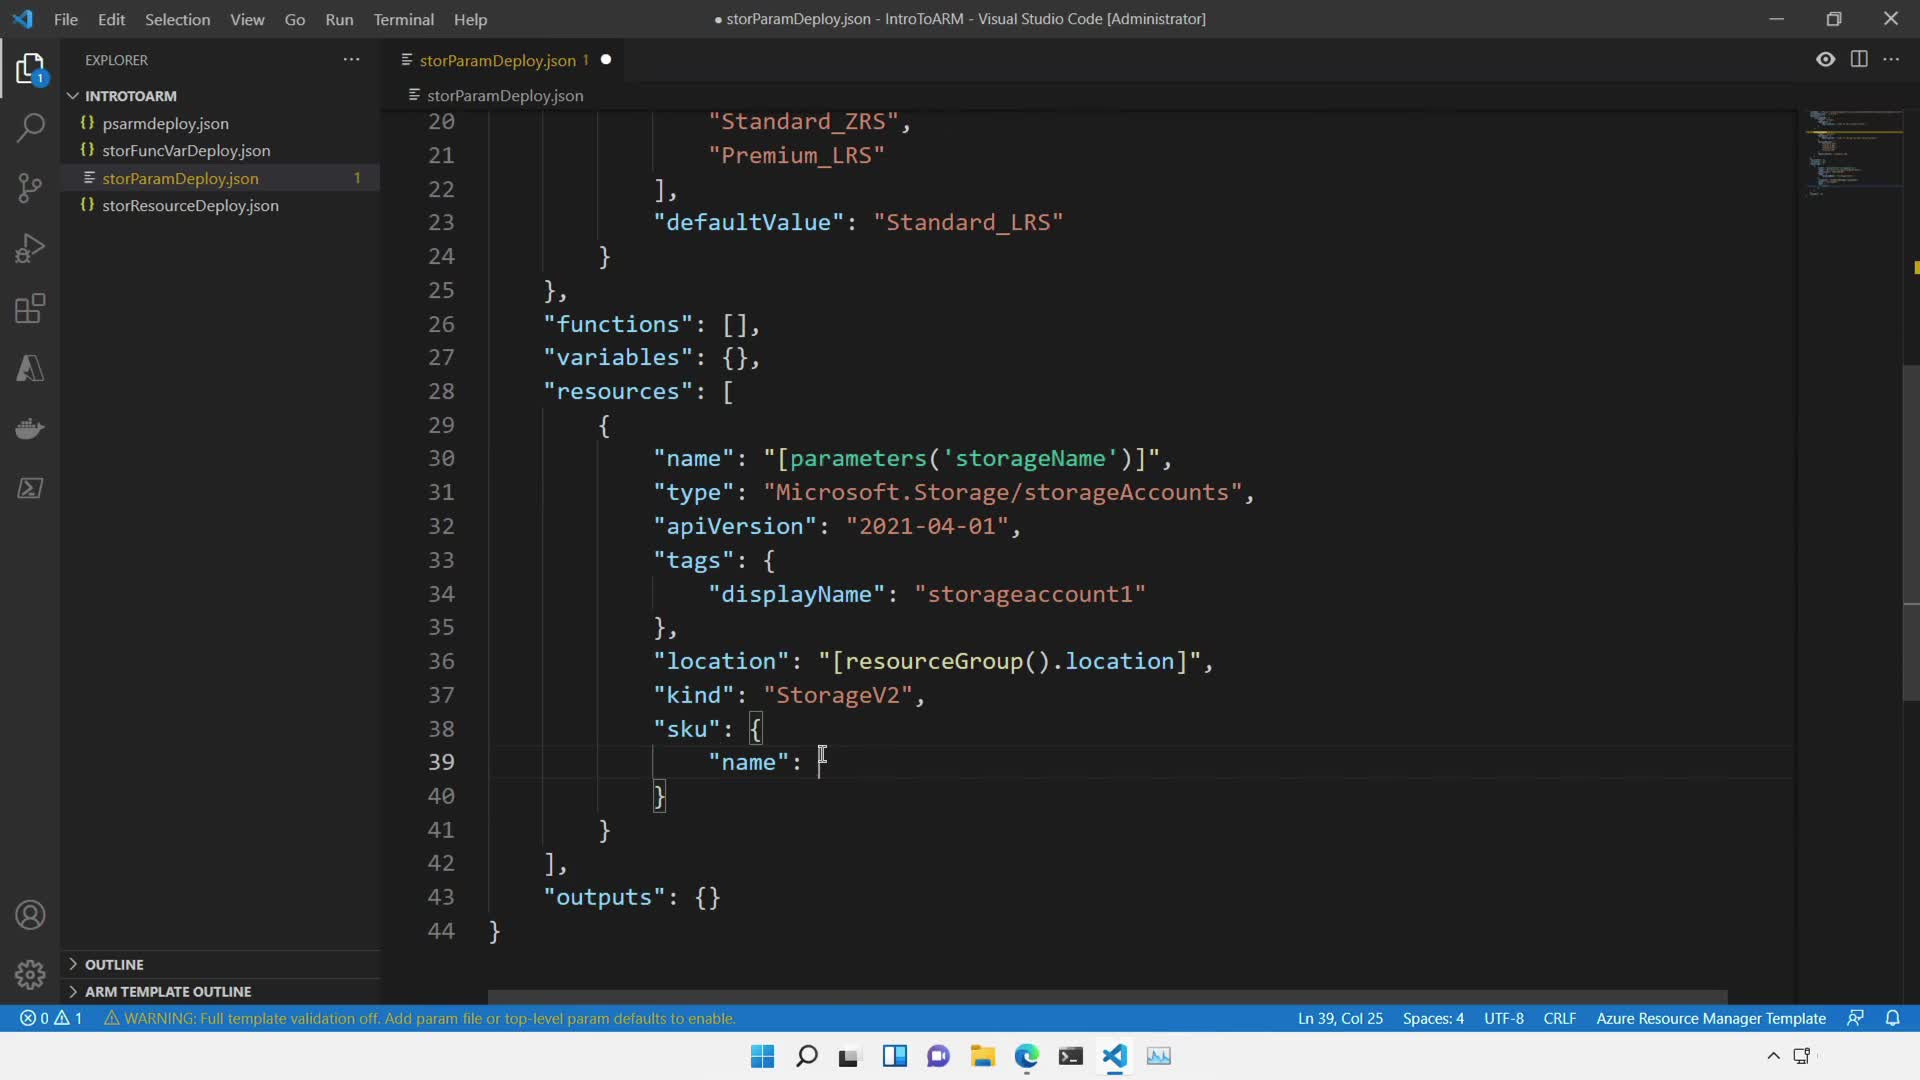 File Edit Selection View Go Run Terminal Help
● storParamDeploy.json - IntroToARM - Visual Studio Code [Administrator]
EXPLORER
INTROTOARM
{} psarmdeploy.json
{} storFuncVarDeploy.json
storParamDeploy.json 1
{} storResourceDeploy.json
OUTLINE
ARM TEMPLATE OUTLINE
1
storParamDeploy.json 1 ●
storParamDeploy.json
20 "Standard_ZRS",
21 "Premium_LRS"
22 ],
23 "defaultValue": "Standard_LRS"
24 }
25 },
26 "functions": [],
27 "variables": {},
28 "resources": [
29 {
30 "name": "[parameters('storageName')]",
31 "type": "Microsoft.Storage/storageAccounts",
32 "apiVersion": "2021-04-01",
33 "tags": {
34 "displayName": "storageaccount1"
35 },
36 "location": "[resourceGroup().location]",
37 "kind": "StorageV2",
38 "sku": {
39 "name":
40 }
41 }
42 ],
43 "outputs": {}
44 }
0 1 WARNING: Full template validation off. Add param file or top-level param defaults to enable. Ln 39, Col 25 Spaces: 4 UTF-8 CRLF Azure Resource Manager Template